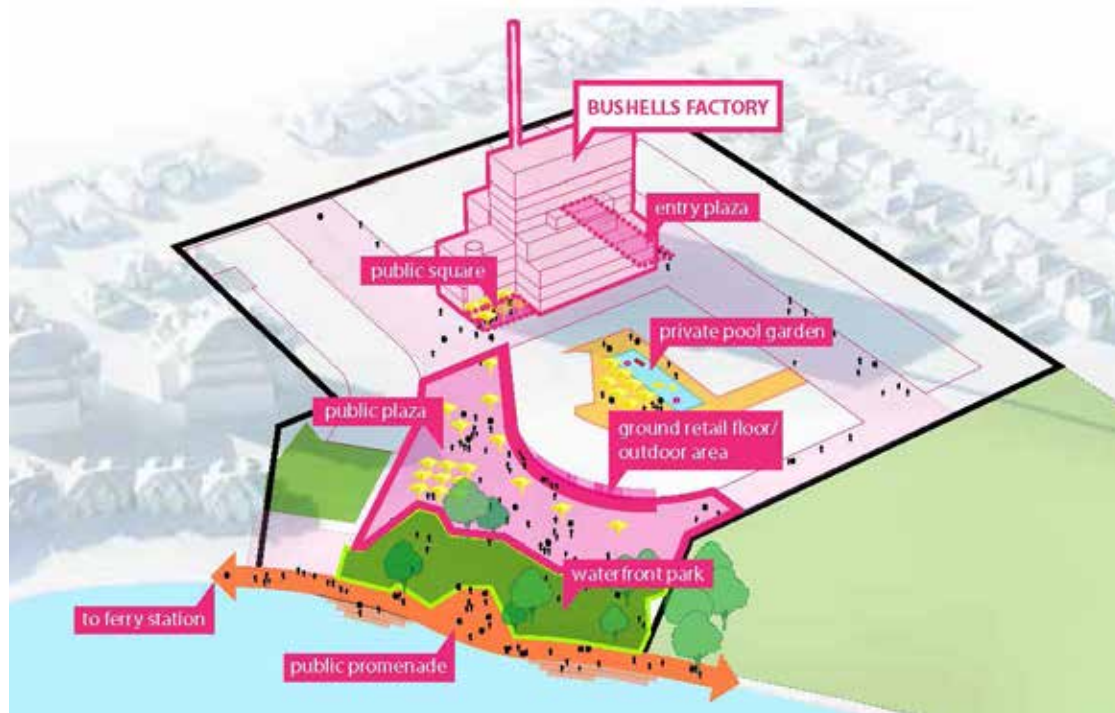 BUSHELLS FACTORY
entry plaza
public square
private pool garden
public plaza
ground retail floor/
outdoor area
waterfront park
to ferry station
public promenade